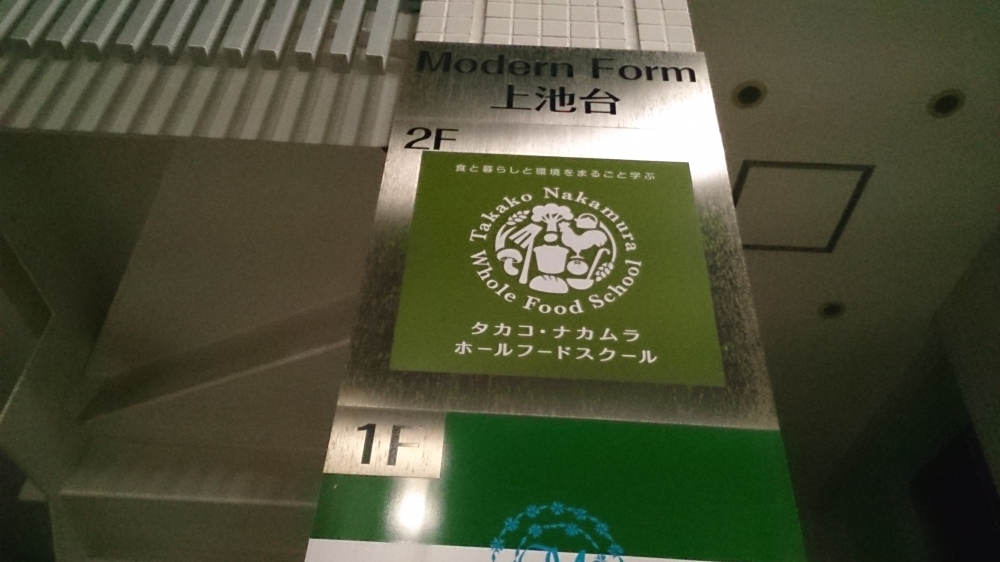 Modern Form
上池台
2F
食と暮らしと環境をまるごと学ぶ
Takako Nakamura
Whole Food School
タカコ・ナカムラ
ホールフードスクール
1F